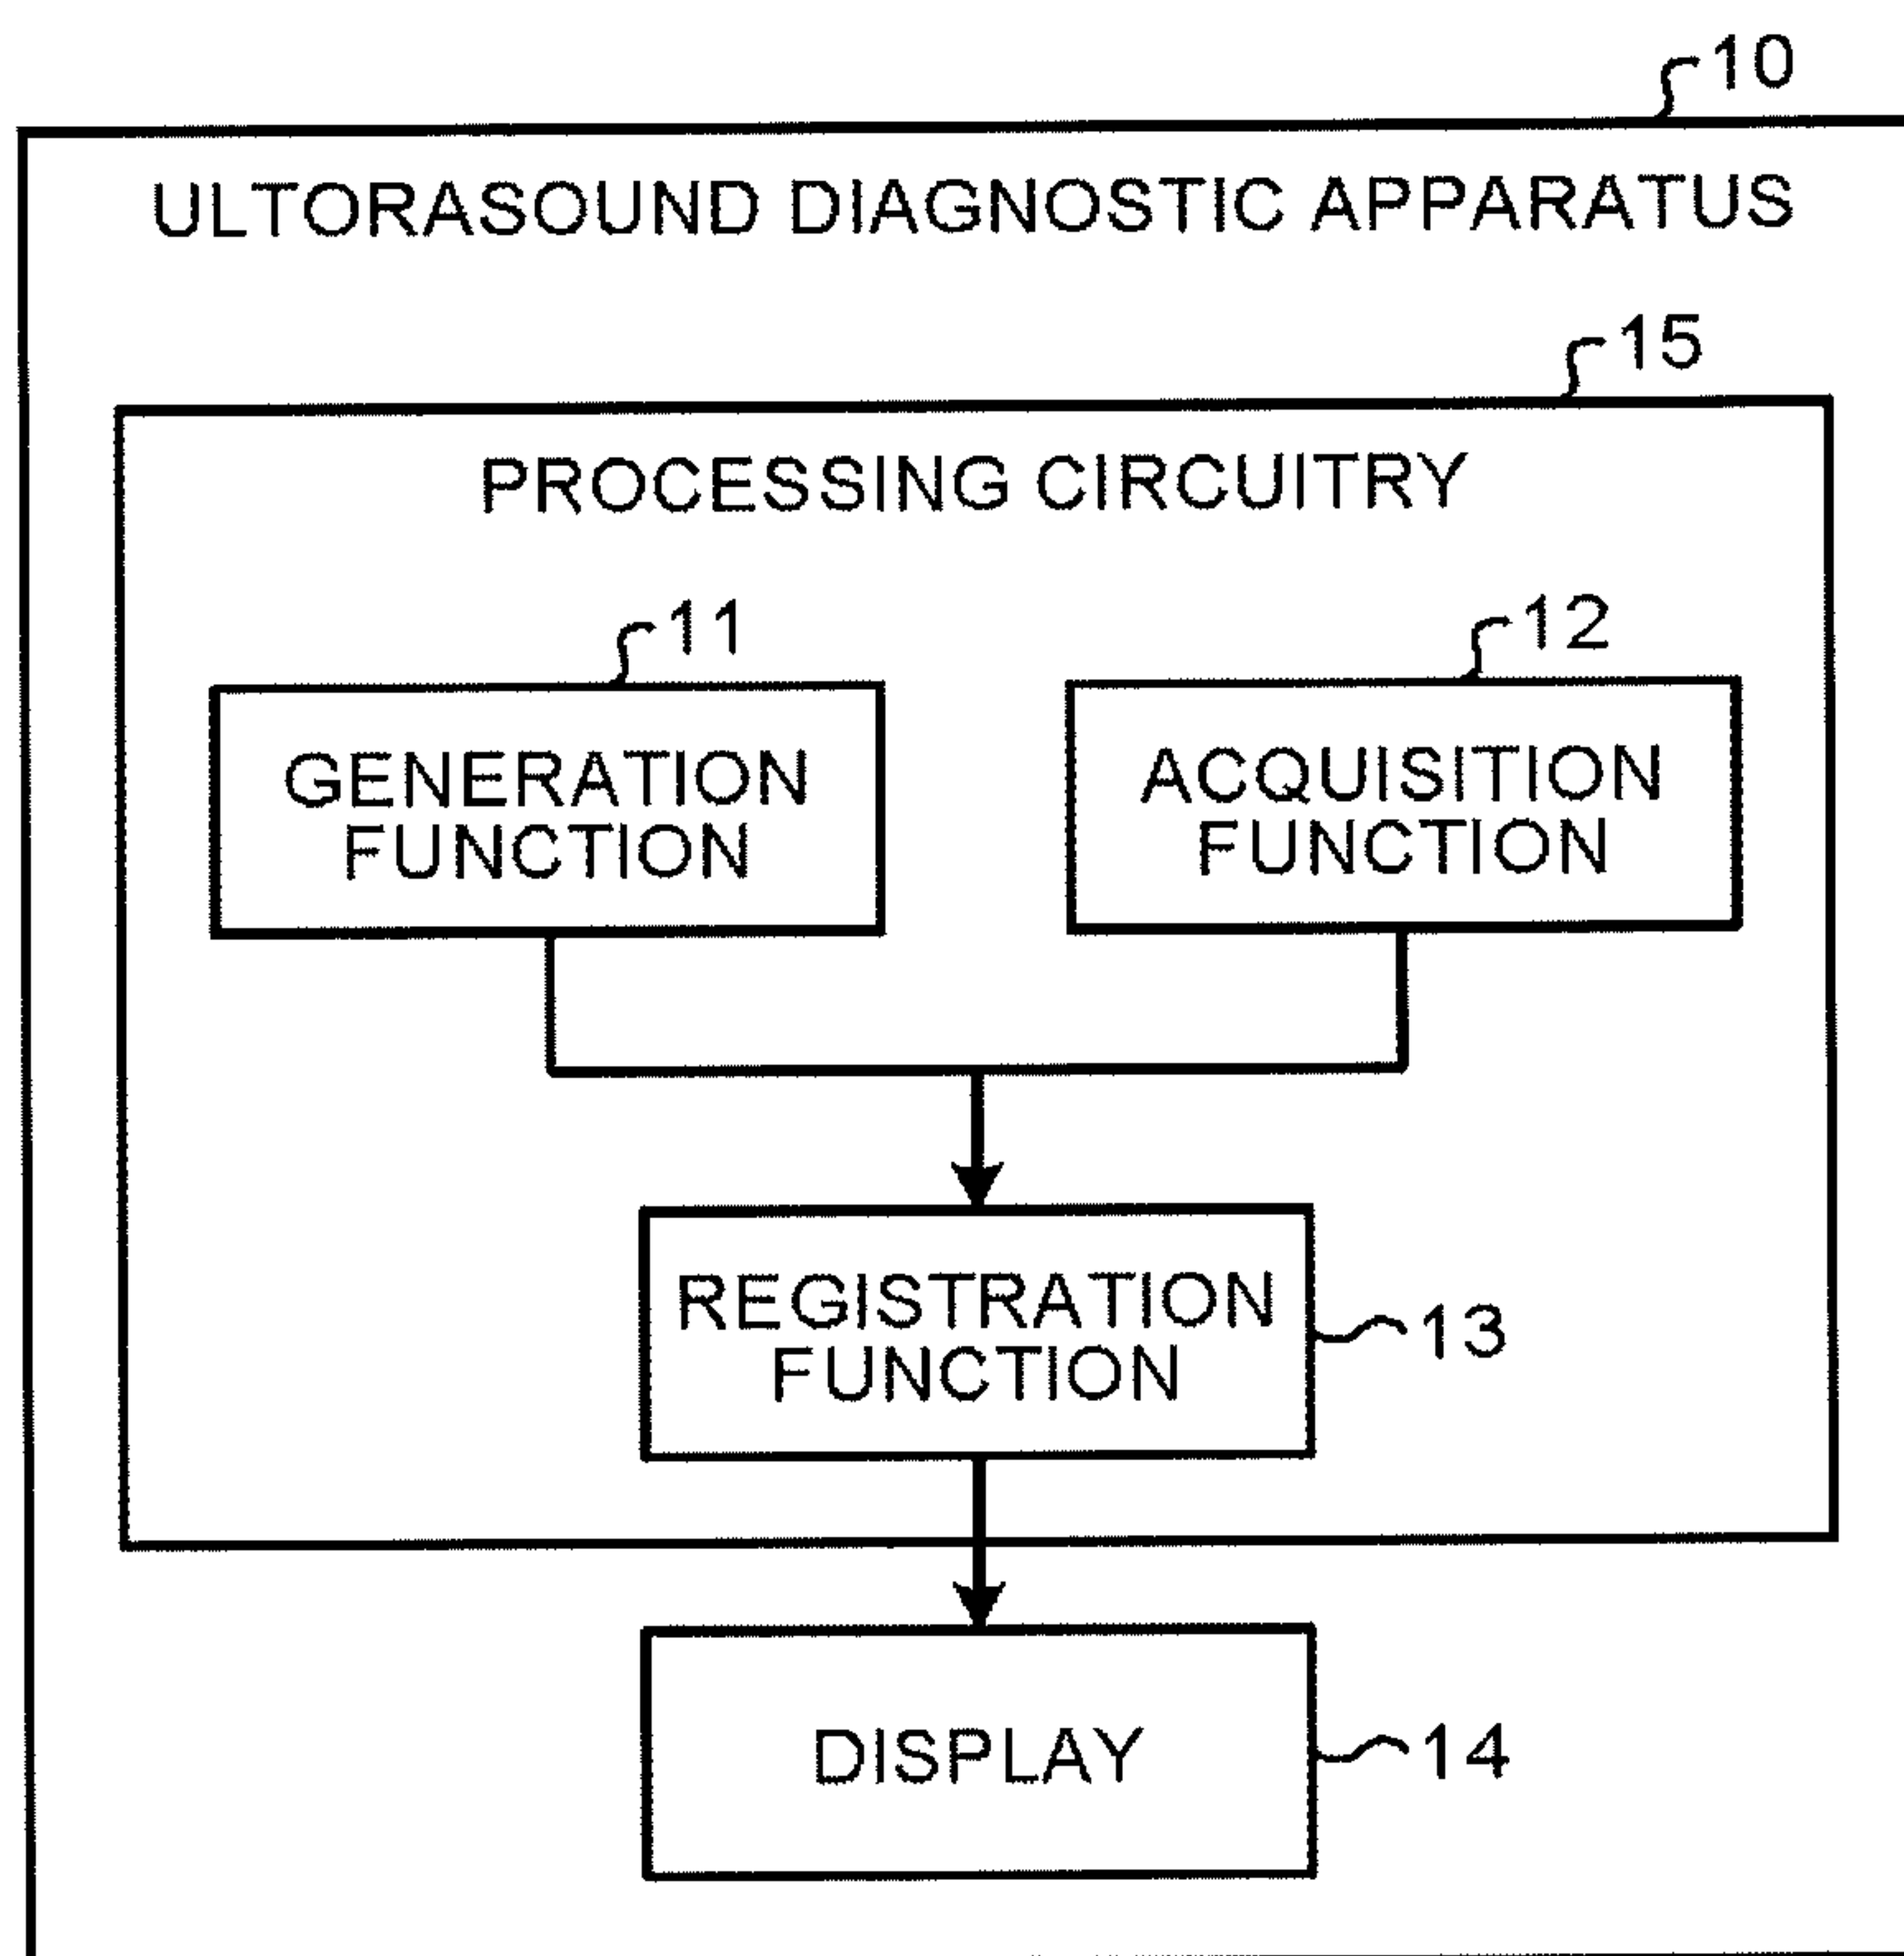 10
ULTORASOUND DIAGNOSTIC APPARATUS
15
PROCESSING CIRCUITRY
11
12
GENERATION
FUNCTION
ACQUISITION
FUNCTION
REGISTRATION
FUNCTION
13
DISPLAY
14